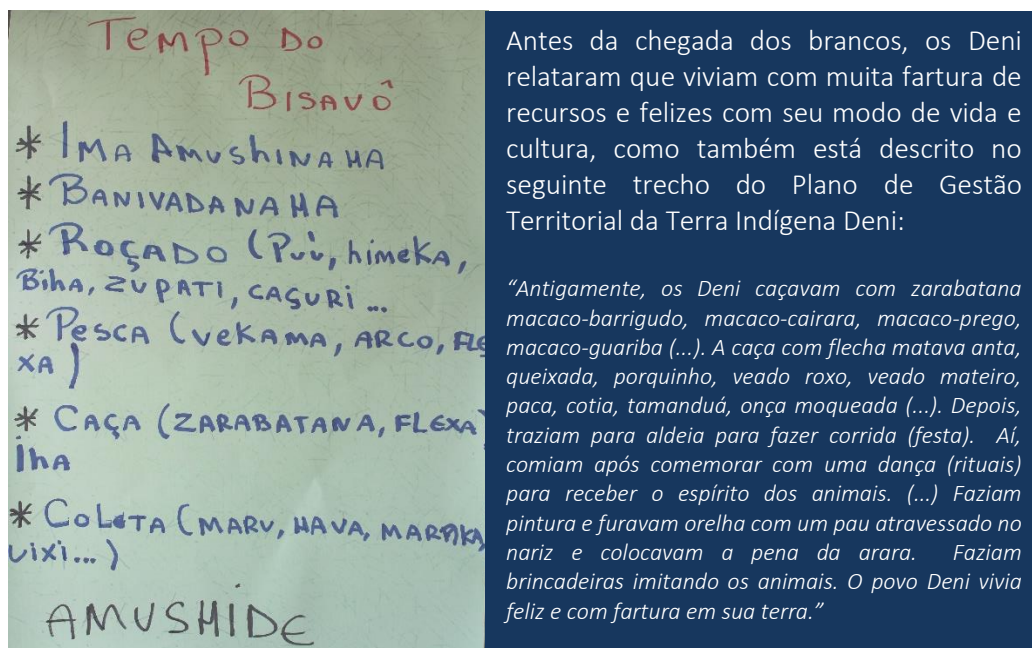 TEMPO DO
BISAVÔ
* IMA AMUSHINAHA
* BANIVADANAHA
* ROÇADO (PUÚ, himEKA,
BihA, ZUPATI, CAÇURI ...
* PESCA (VEKAMA, ARCO, FLE
XA)
* CAÇA (ZARABATANA, FLEXA)
ihA
* COLETA (MARU, HAVA,
UIXI... )
AMUSHIDE
Antes da chegada dos brancos, os Deni
relataram que viviam com muita fartura de
recursos e felizes com seu modo de vida e
cultura, como também está descrito no
seguinte trecho do Plano de Gestão
Territorial da Terra Indígena Deni:
“Antigamente, os Deni caçavam com zarabatana
macaco-barrigudo, macaco-cairara, macaco-prego,
macaco-guariba (...). A caça com flecha matava anta,
queixada, porquinho, veado roxo, veado mateiro,
paca, cotia, tamanduá, onça moqueada (...). Depois,
traziam para aldeia para fazer corrida (festa). Aí,
comiam após comemorar com uma dança (rituais)
para receber o espírito dos animais. (...) Faziam
pintura e furavam orelha com um pau atravessado no
nariz e colocavam a pena da arara. Faziam
brincadeiras imitando os animais. O povo Deni vivia
feliz e com fartura em sua terra.”